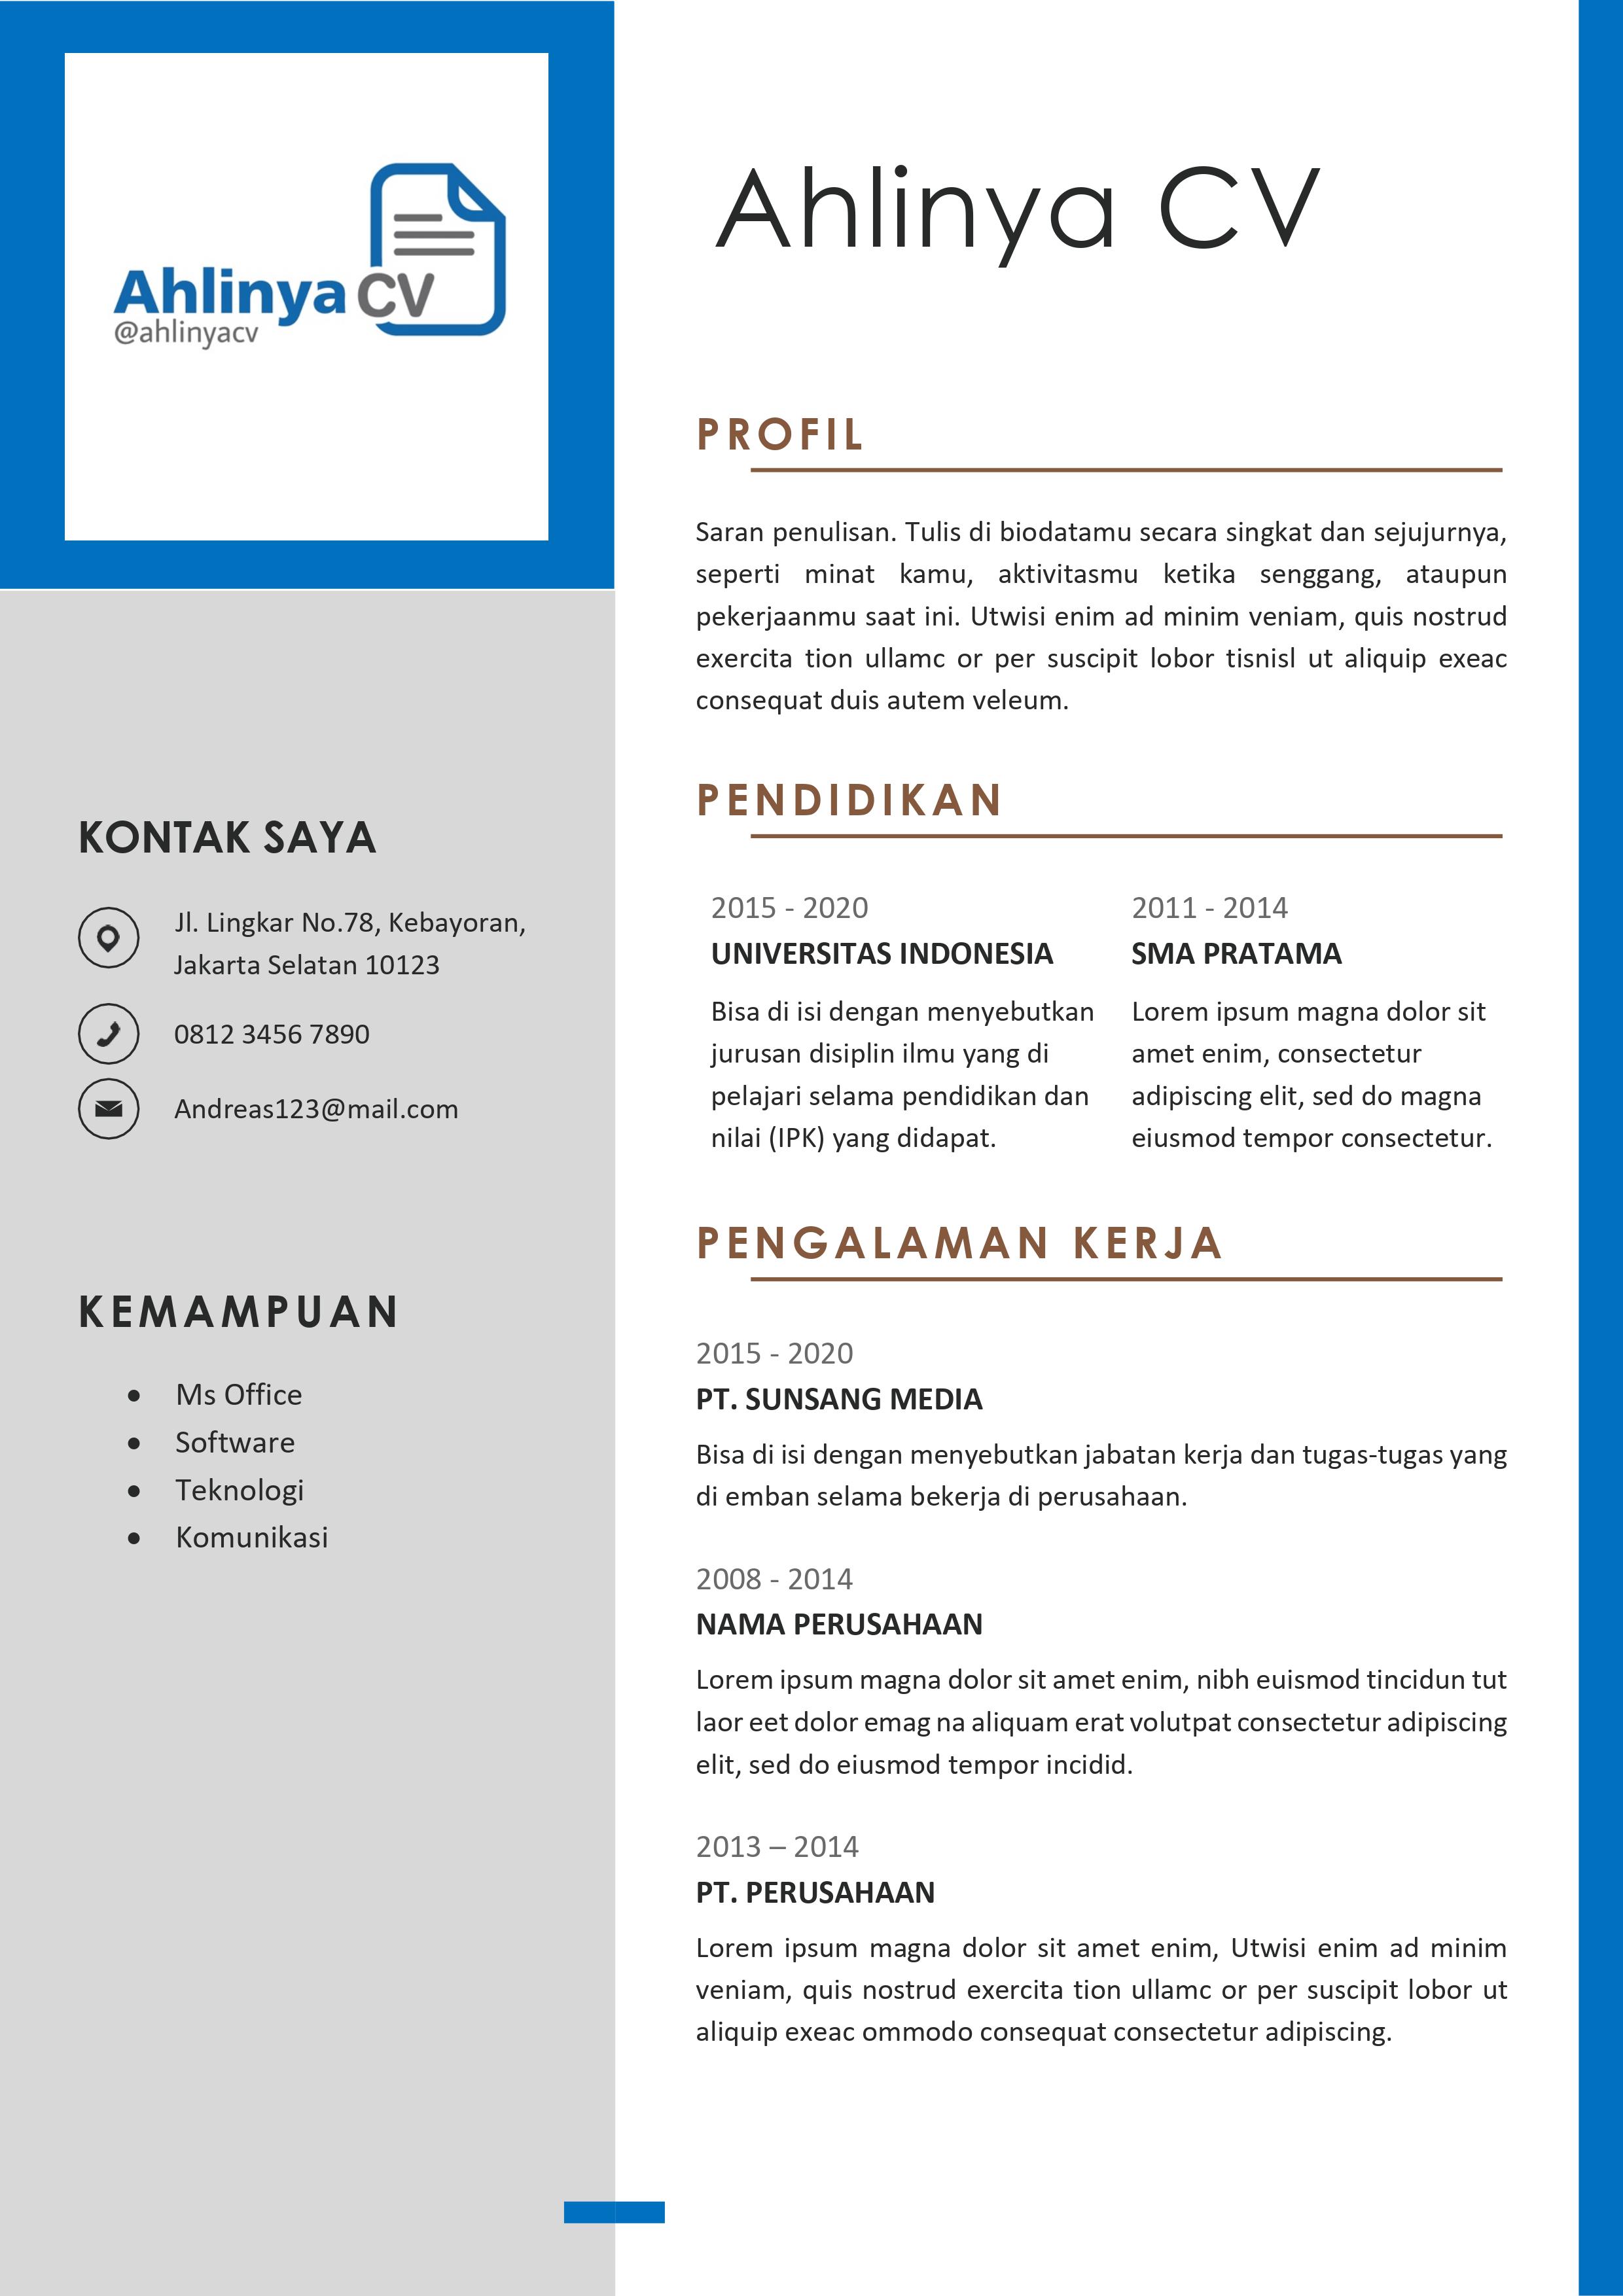 Ahlinya CV
@ahlinyacv
KONTAK SAYA
Jl. Lingkar No.78, Kebayoran,
Jakarta Selatan 10123
0812 3456 7890
Andreas123@mail.com
KEMAMPUAN
Ms Office
Software
Teknologi
Komunikasi
Ahlinya CV
PROFIL
Saran penulisan. Tulis di biodatamu secara singkat dan sejujurnya,
seperti minat kamu, aktivitasmu ketika senggang, ataupun
pekerjaanmu saat ini. Utwisi enim ad minim veniam, quis nostrud
exercita tion ullamc or per suscipit lobor tisnisl ut aliquip exeac
consequat duis autem veleum.
PENDIDIKAN
2015 - 2020
UNIVERSITAS INDONESIA
Bisa di isi dengan menyebutkan
jurusan disiplin ilmu yang di
pelajari selama pendidikan dan
nilai (IPK) yang didapat.
2011 - 2014
SMA PRATAMA
Lorem ipsum magna dolor sit
amet enim, consectetur
adipiscing elit, sed do magna
eiusmod tempor consectetur.
PENGALAMAN KERJA
2015 - 2020
PT. SUNSANG MEDIA
Bisa di isi dengan menyebutkan jabatan kerja dan tugas-tugas yang
di emban selama bekerja di perusahaan.
2008 - 2014
NAMA PERUSAHAAN
Lorem ipsum magna dolor sit amet enim, nibh euismod tincidun tut
laor eet dolor emag na aliquam erat volutpat consectetur adipiscing
elit, sed do eiusmod tempor incidid.
2013 – 2014
PT. PERUSAHAAN
Lorem ipsum magna dolor sit amet enim, Utwisi enim ad minim
veniam, quis nostrud exercita tion ullamc or per suscipit lobor ut
aliquip exeac ommodo consequat consectetur adipiscing.